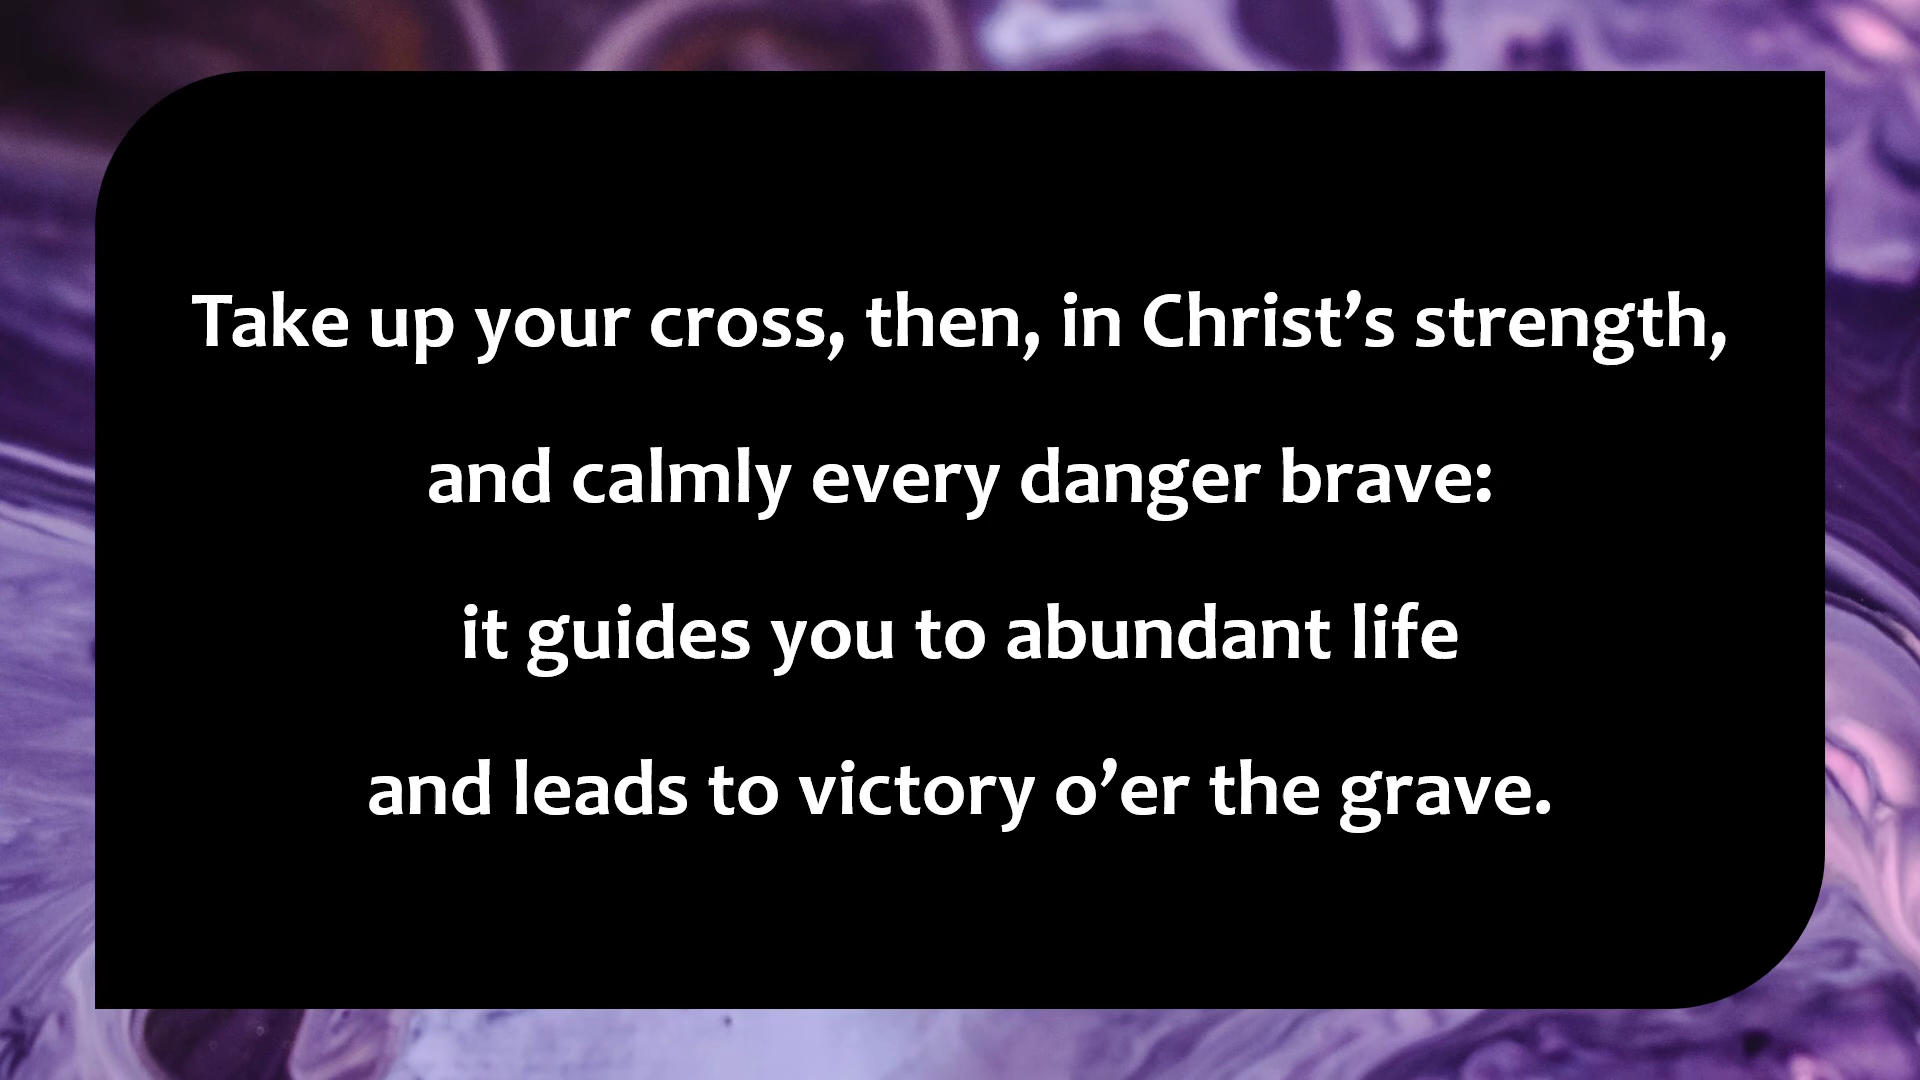 Take up your cross, then, in Christ’s strength,
and calmly every danger brave:
it guides you to abundant life
and leads to victory o’er the grave.